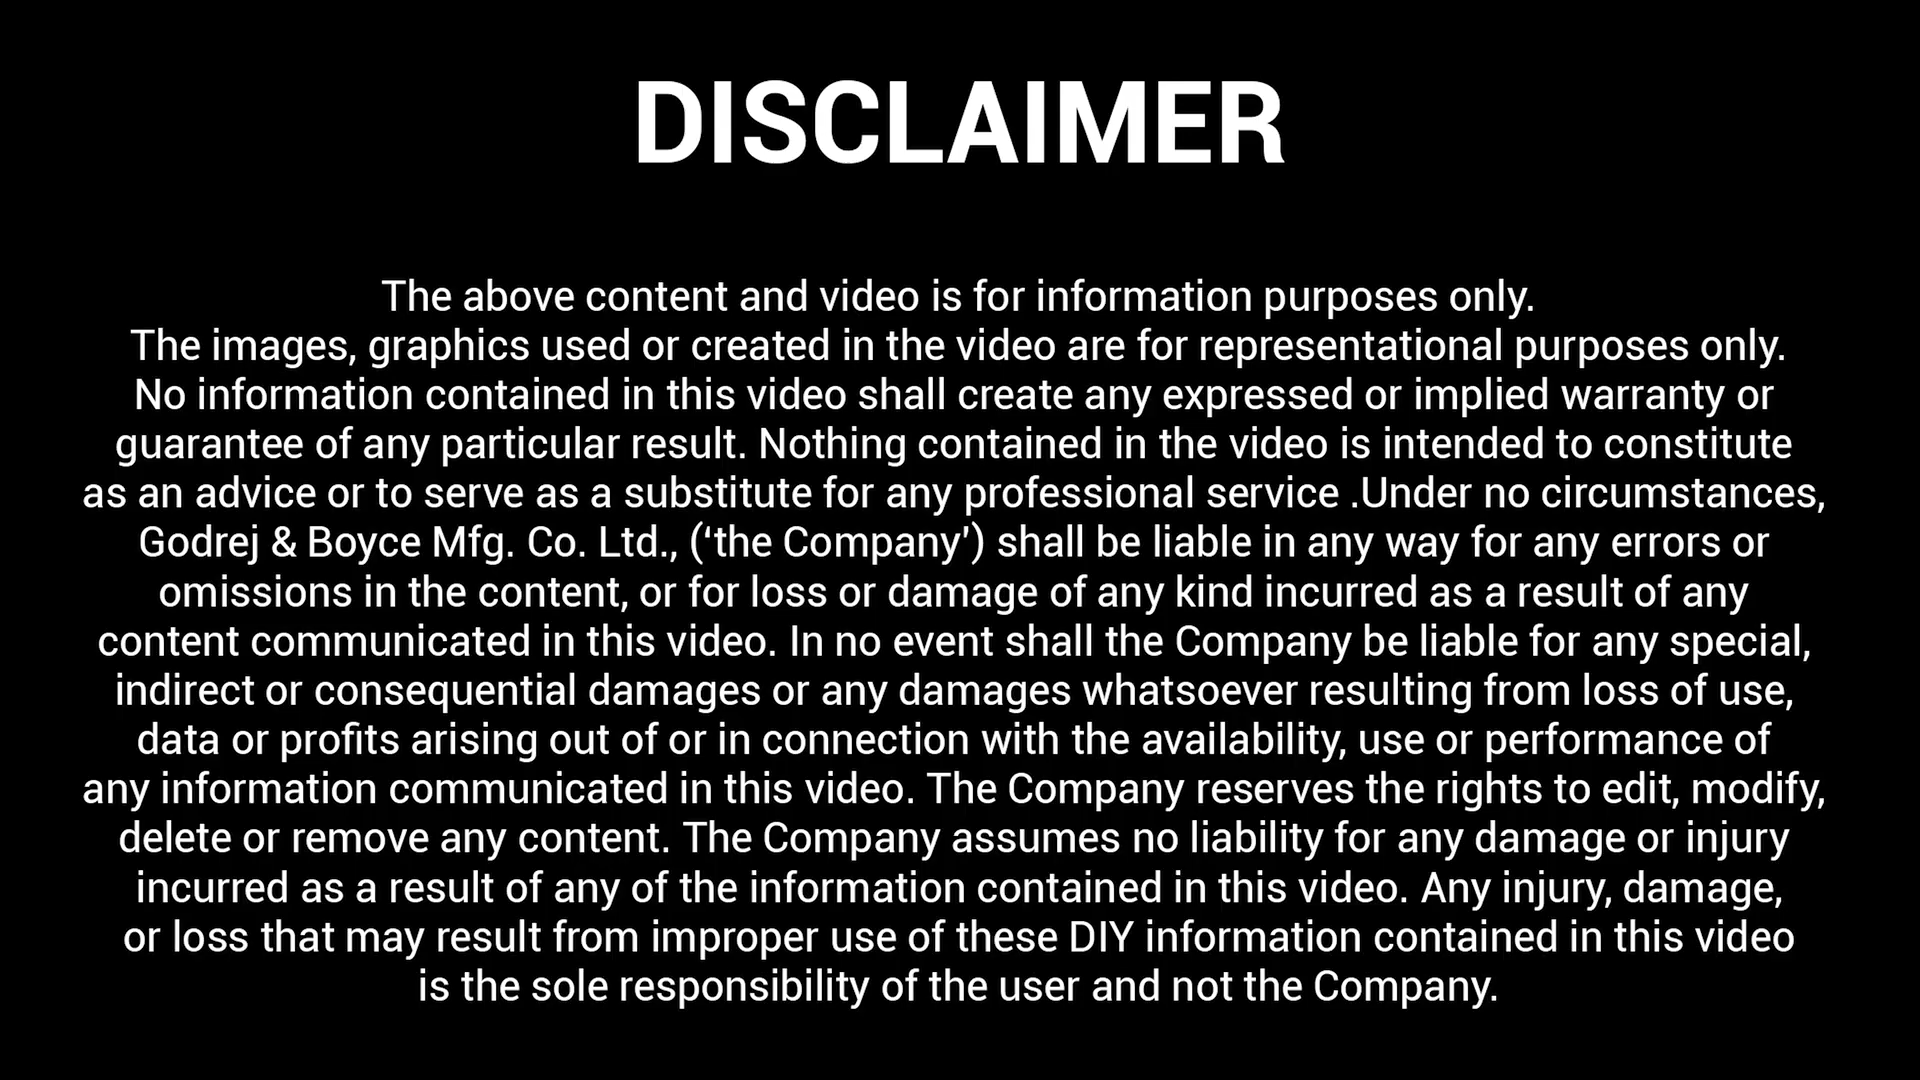 DISCLAIMER
The above content and video is for information purposes only.
The images, graphics used or created in the video are for representational purposes only.
No information contained in this video shall create any expressed or implied warranty or
guarantee of any particular result. Nothing contained in the video is intended to constitute
as an advice or to serve as a substitute for any professional service .Under no circumstances,
Godrej & Boyce Mfg. Co. Ltd., (‘the Company’) shall be liable in any way for any errors or
omissions in the content, or for loss or damage of any kind incurred as a result of any
content communicated in this video. In no event shall the Company be liable for any special,
indirect or consequential damages or any damages whatsoever resulting from loss of use,
data or profits arising out of or in connection with the availability, use or performance of
any information communicated in this video. The Company reserves the rights to edit, modify,
delete or remove any content. The Company assumes no liability for any damage or injury
incurred as a result of any of the information contained in this video. Any injury, damage,
or loss that may result from improper use of these DIY information contained in this video
is the sole responsibility of the user and not the Company.